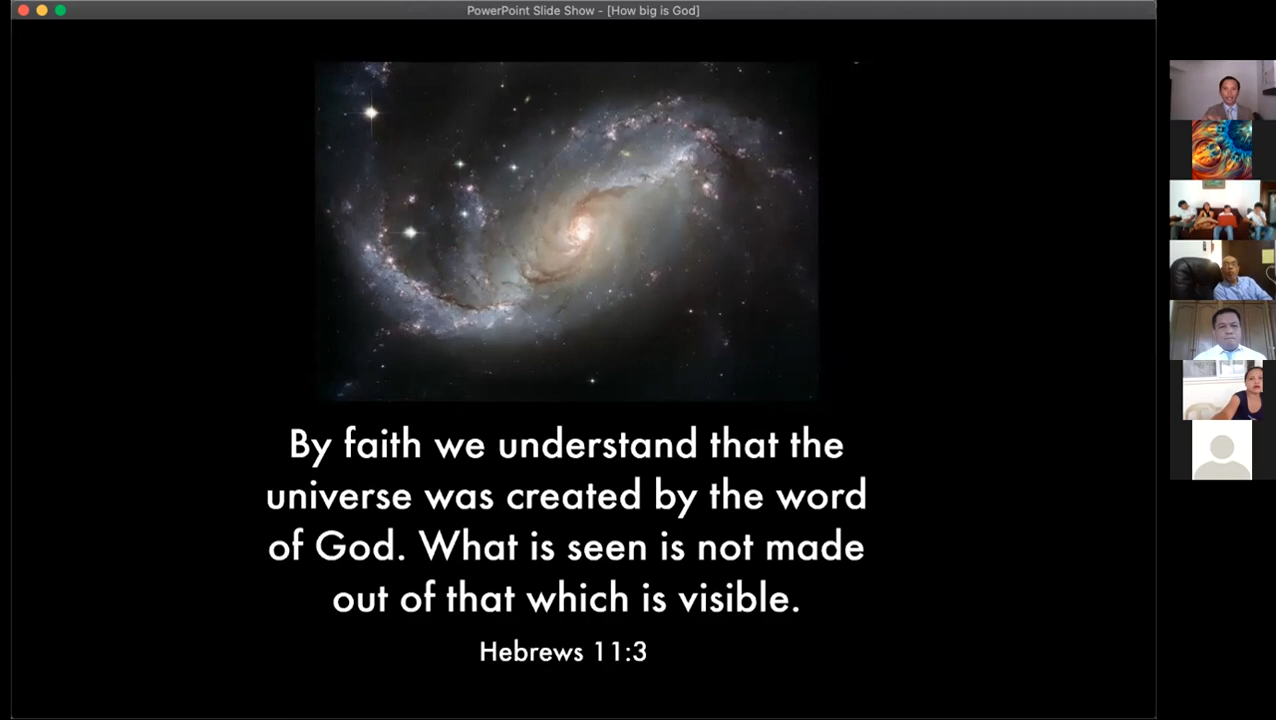 PowerPoint Slide Show - [How big is God]
By faith we understand that the
universe was created by the word
of God. What is seen is not made
out of that which is visible.
Hebrews 11:3